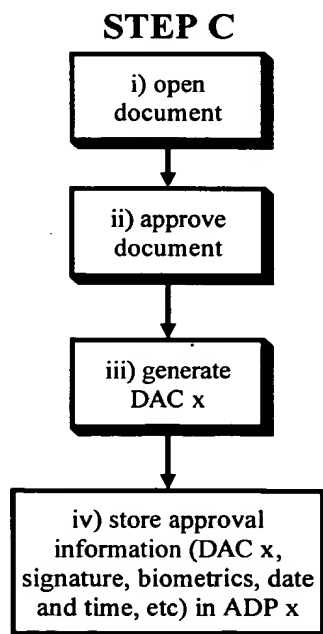 STEP C
i) open
document
ii) approve
document
iii) generate
DAC x
iv) store approval
information (DAC x,
signature, biometrics, date
and time, etc) in ADP x